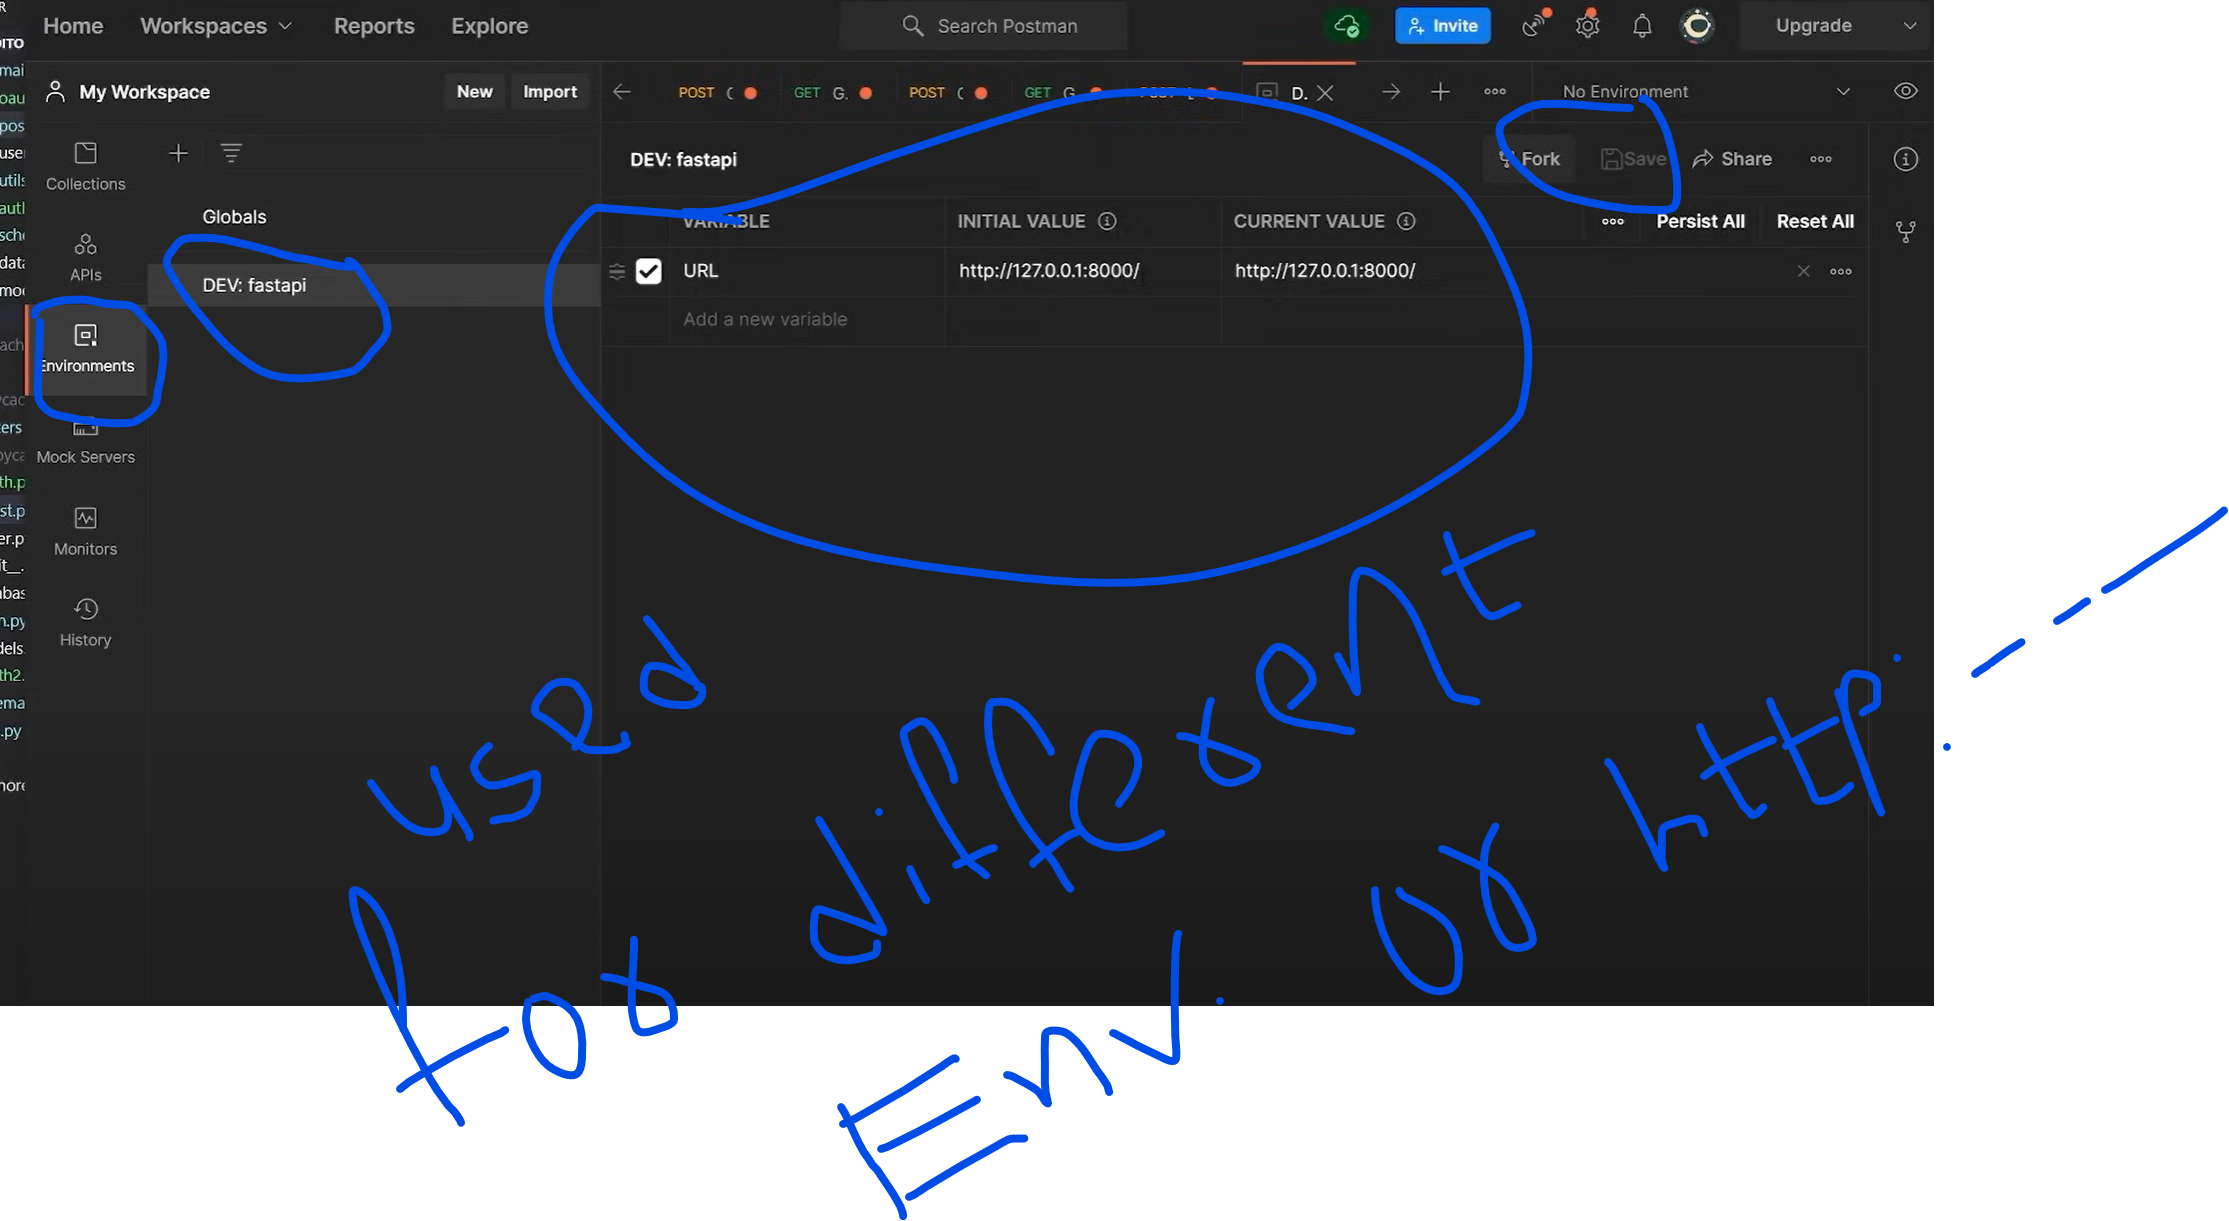 Home Workspaces Reports Explore Search Postman Invite Upgrade
My Workspace New Import POST GET G. POST GET G D. No Environment
DEV: fastapi Fork Save Share
Collections
Globals
VARIABLE INITIAL VALUE CURRENT VALUE Persist All Reset All
APIs
DEV: fastapi
URL http://127.0.0.1:8000/ http://127.0.0.1:8000/
Add a new variable
Environments
Mock Servers
Monitors
History
used
for different
Env. or http: